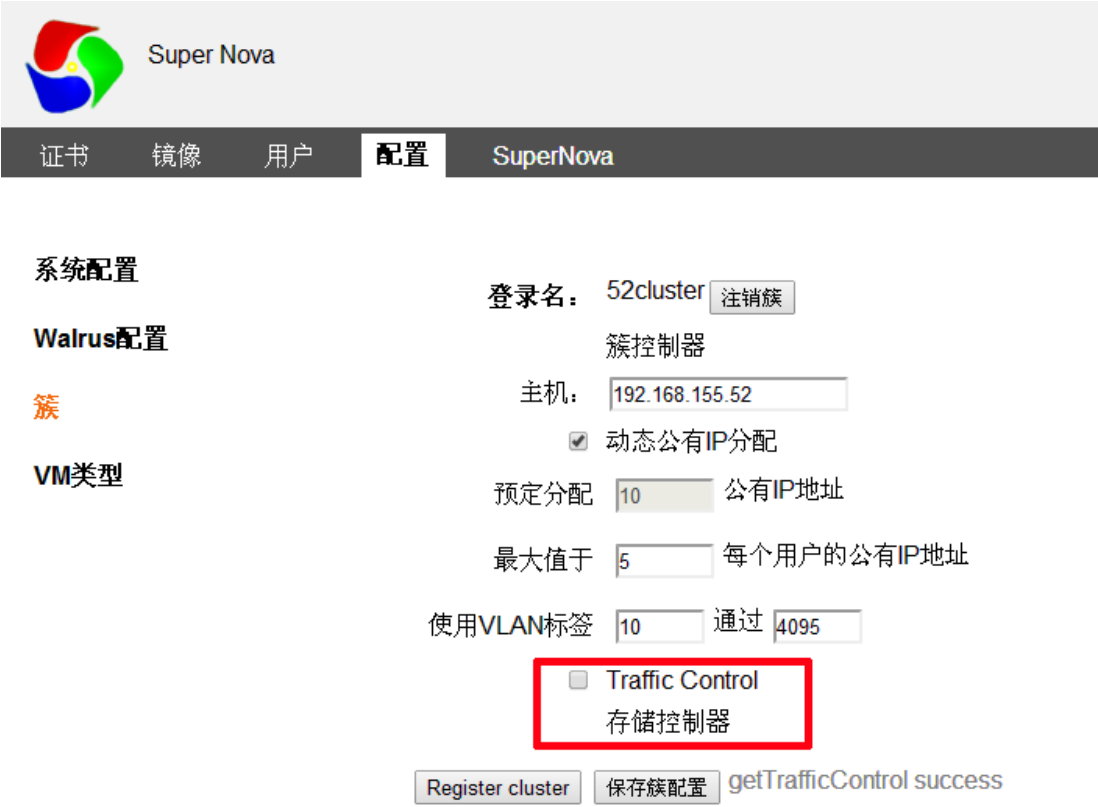 Super Nova
证书 镜像 用户 配置 SuperNova
系统配置
Walrus配置
簇
VM类型
登录名： 52cluster 注销簇
簇控制器
主机： 192.168.155.52
动态公有IP分配
预定分配 10 公有IP地址
最大值于 5 每个用户的公有IP地址
使用VLAN标签 10 通过 4095
Traffic Control
存储控制器
Register cluster 保存簇配置 getTrafficControl success